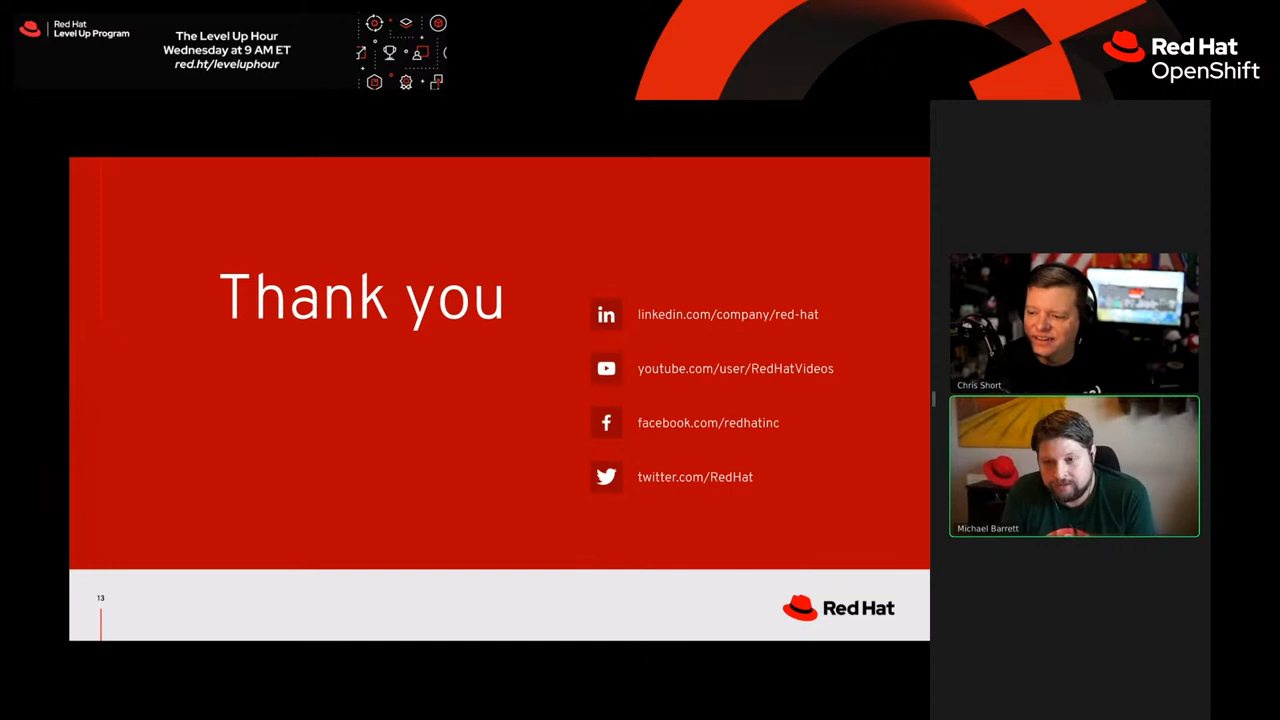 Red Hat
Level Up Program
The Level Up Hour
Wednesday at 9 AM ET
red.ht/leveluphour
Red Hat
OpenShift
Thank you
linkedin.com/company/red-hat
youtube.com/user/RedHatVideos
facebook.com/redhatinc
twitter.com/RedHat
Chris Short
Michael Barrett
13
Red Hat